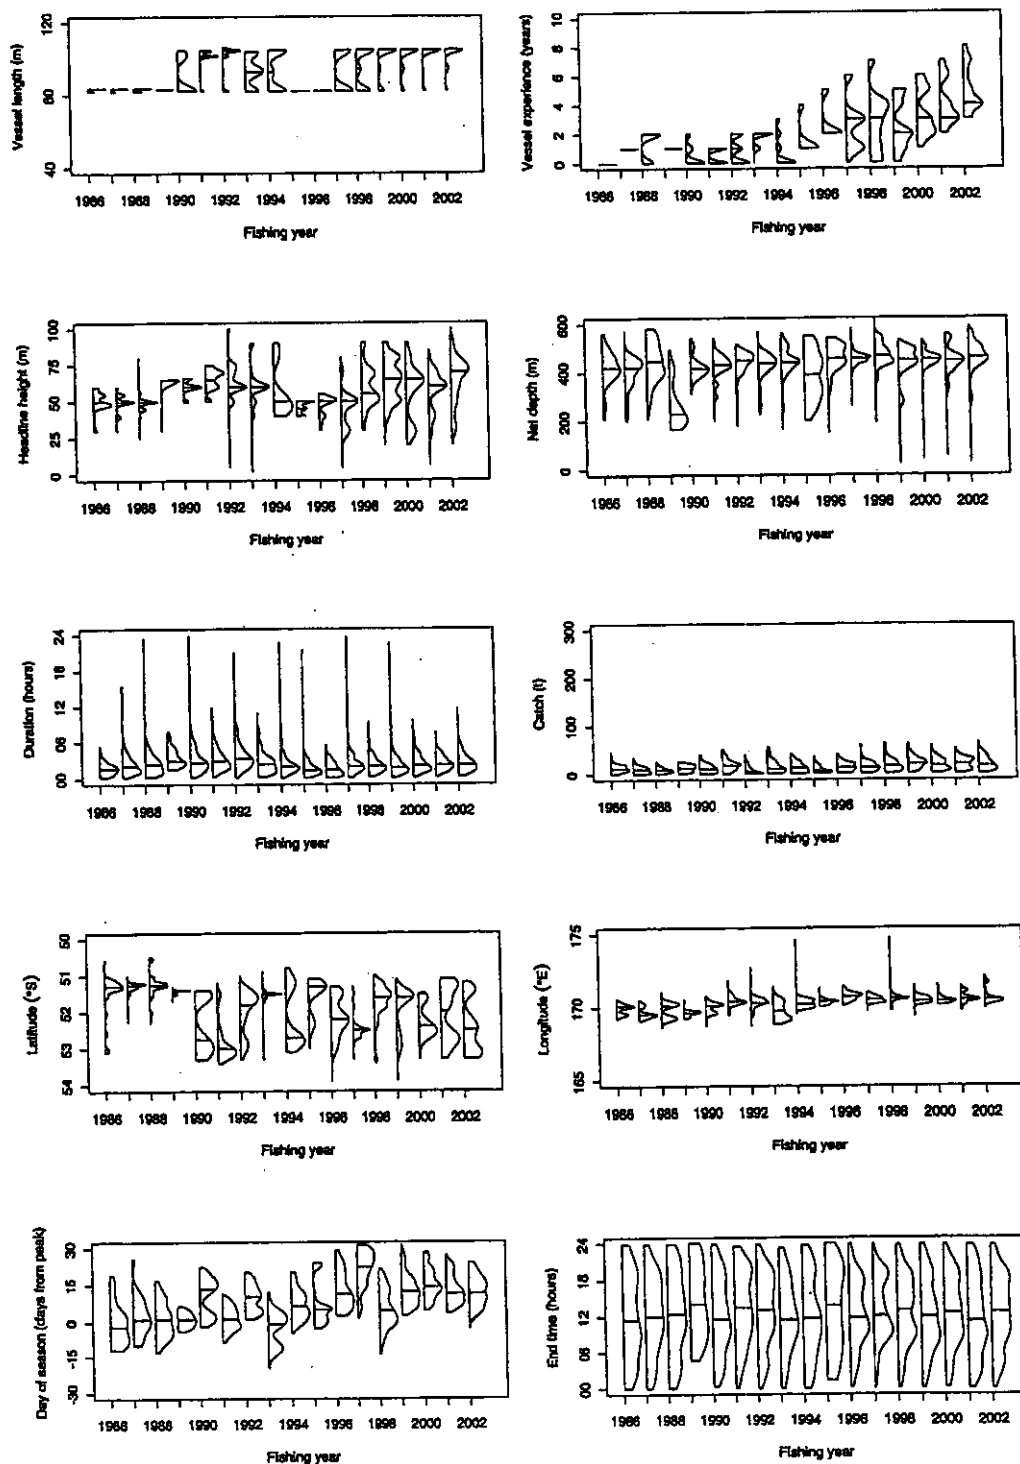 Vessel length (m)
120
80
40
1986 1988 1990 1992 1994 1996 1998 2000 2002
Fishing year
Vessel experience (years)
10
8
6
4
2
0
1986 1988 1990 1992 1994 1996 1998 2000 2002
Fishing year
Headline height (m)
100
75
50
25
0
1986 1988 1990 1992 1994 1996 1998 2000 2002
Fishing year
Net depth (m)
600
400
200
0
1986 1988 1990 1992 1994 1996 1998 2000 2002
Fishing year
Duration (hours)
24
18
12
06
00
1986 1988 1990 1992 1994 1996 1998 2000 2002
Fishing year
Catch (t)
300
200
100
0
1986 1988 1990 1992 1994 1996 1998 2000 2002
Fishing year
Latitude (°S)
50
51
52
53
54
1986 1988 1990 1992 1994 1996 1998 2000 2002
Fishing year
Longitude (°E)
175
170
165
1986 1988 1990 1992 1994 1996 1998 2000 2002
Fishing year
Day of season (days from peak)
30
15
0
-15
-30
1986 1988 1990 1992 1994 1996 1998 2000 2002
Fishing year
End time (hours)
24
18
12
06
00
1986 1988 1990 1992 1994 1996 1998 2000 2002
Fishing year